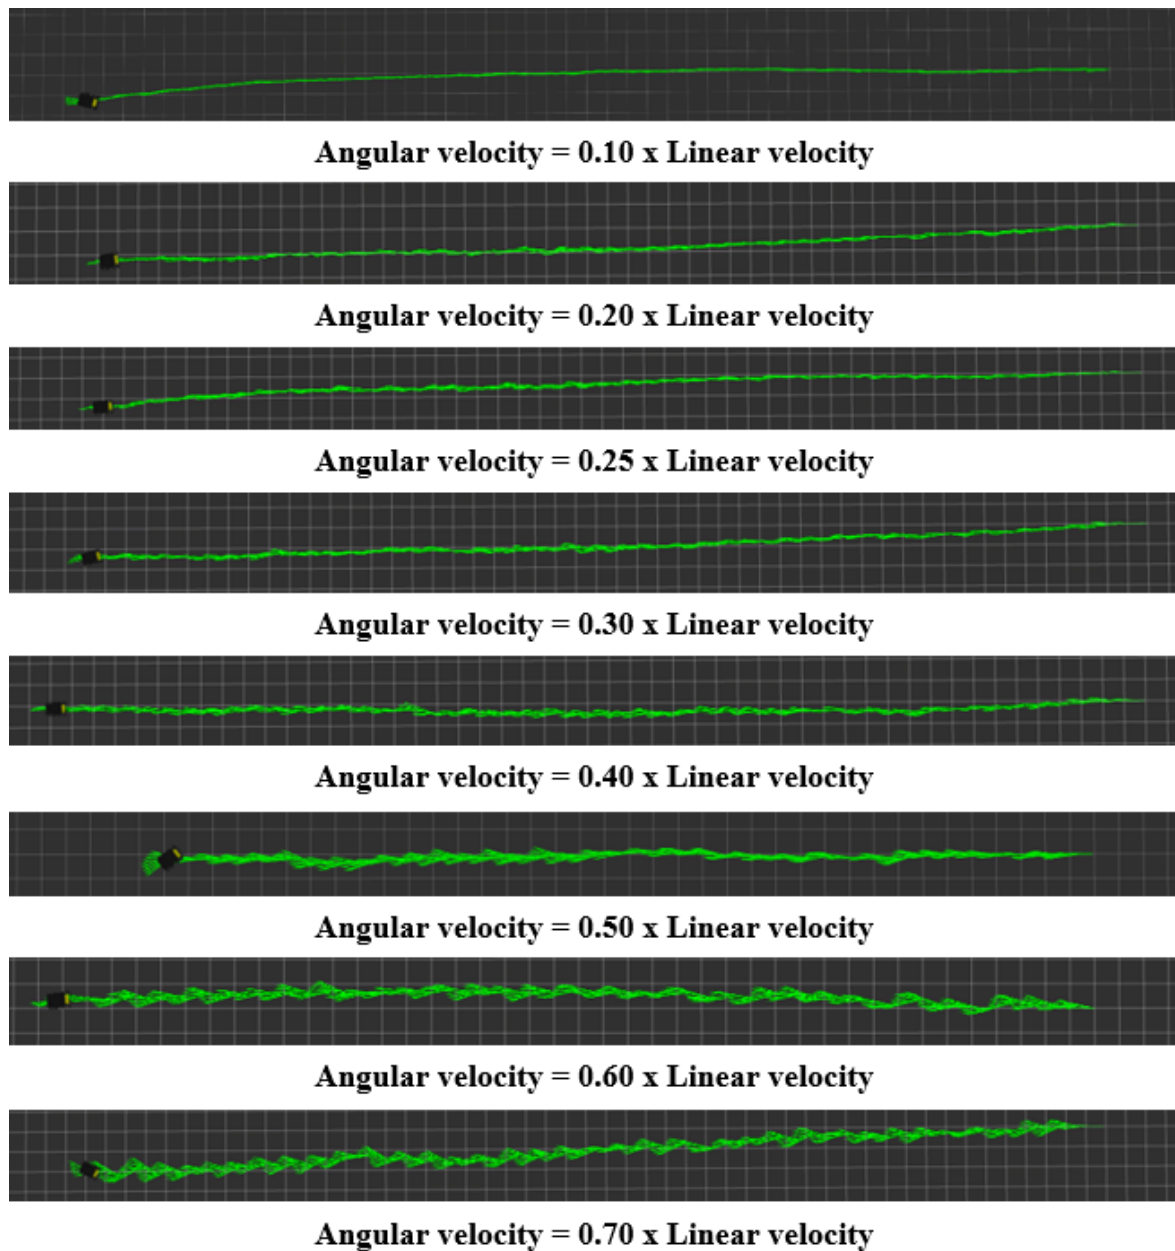 Angular velocity = 0.10 x Linear velocity
Angular velocity = 0.20 x Linear velocity
Angular velocity = 0.25 x Linear velocity
Angular velocity = 0.30 x Linear velocity
Angular velocity = 0.40 x Linear velocity
Angular velocity = 0.50 x Linear velocity
Angular velocity = 0.60 x Linear velocity
Angular velocity = 0.70 x Linear velocity